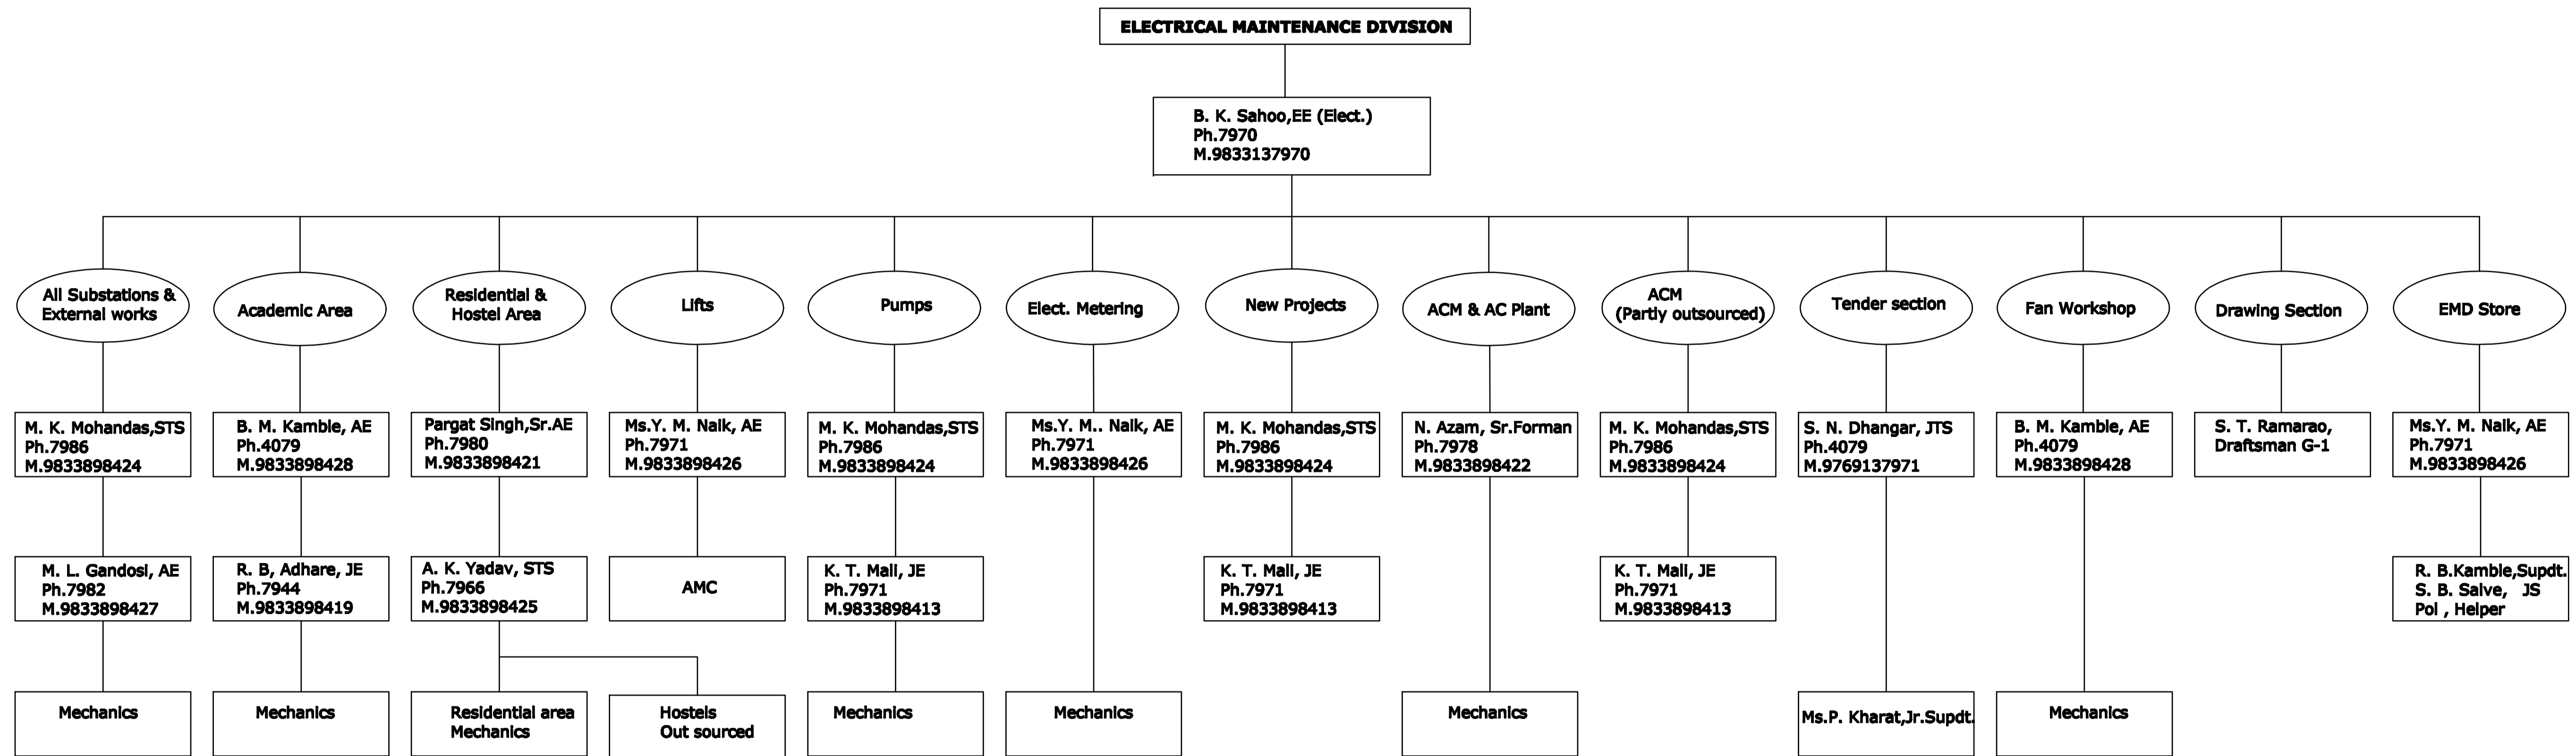 ELECTRICAL MAINTENANCE DIVISION
B. K. Sahoo,EE (Elect.)
Ph.7970
M.9833137970
All Substations &
External works
Academic Area
Residential &
Hostel Area
Lifts
Pumps
Elect. Metering
New Projects
ACM & AC Plant
ACM
(Partly outsourced)
Tender section
Fan Workshop
Drawing Section
EMD Store
M. K. Mohandas,STS
Ph.7986
M.9833898424
B. M. Kamble, AE
Ph.4079
M.9833898428
Pargat Singh,Sr.AE
Ph.7980
M.9833898421
Ms.Y. M. Naik, AE
Ph.7971
M.9833898426
M. K. Mohandas,STS
Ph.7986
M.9833898424
Ms.Y. M.. Naik, AE
Ph.7971
M.9833898426
M. K. Mohandas,STS
Ph.7986
M.9833898424
N. Azam, Sr.Forman
Ph.7978
M.9833898422
M. K. Mohandas,STS
Ph.7986
M.9833898424
S. N. Dhangar, JTS
Ph.4079
M.9769137971
B. M. Kamble, AE
Ph.4079
M.9833898428
S. T. Ramarao,
Draftsman G-1
Ms.Y. M. Naik, AE
Ph.7971
M.9833898426
M. L. Gandosi, AE
Ph.7982
M.9833898427
R. B, Adhare, JE
Ph.7944
M.9833898419
A. K. Yadav, STS
Ph.7966
M.9833898425
AMC
K. T. Mali, JE
Ph.7971
M.9833898413
K. T. Mali, JE
Ph.7971
M.9833898413
K. T. Mali, JE
Ph.7971
M.9833898413
R. B.Kamble,Supdt.
S. B. Salve, JS
Pol , Helper
Mechanics
Mechanics
Residential area
Mechanics
Hostels
Out sourced
Mechanics
Mechanics
Mechanics
Ms.P. Kharat,Jr.Supdt.
Mechanics